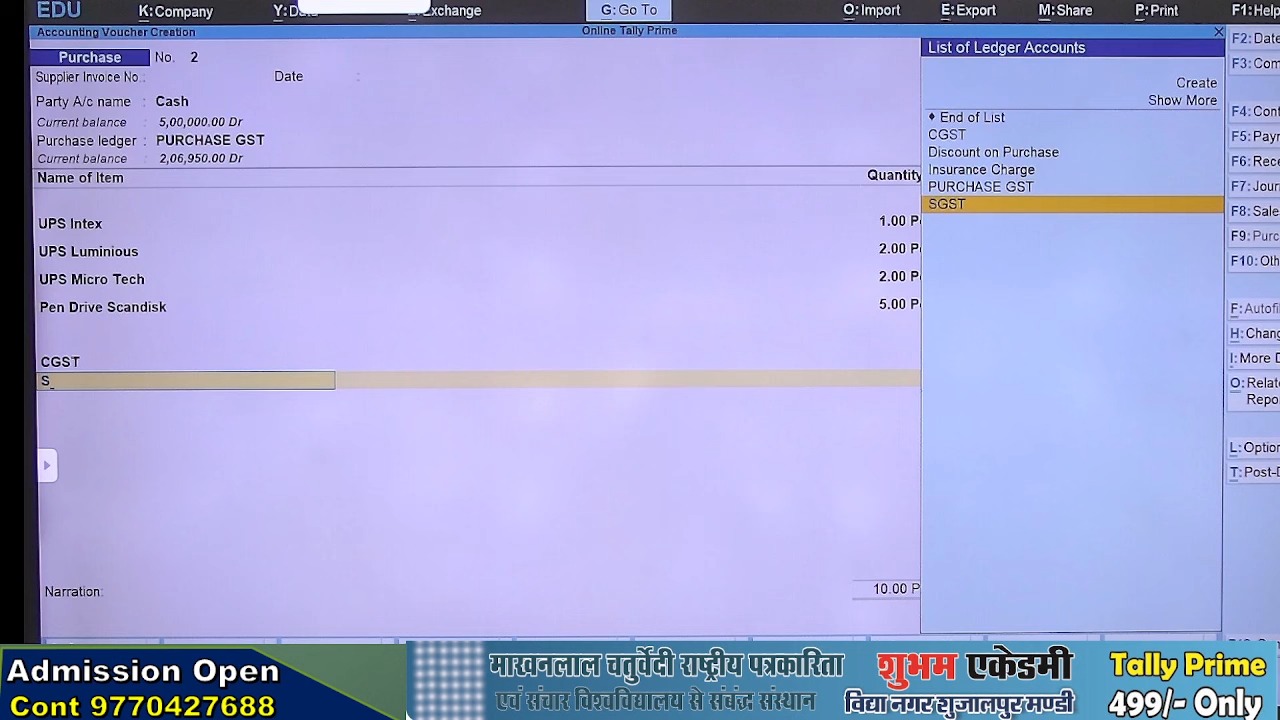 EDU K:Company G:Go To O:Import E:Export M:Share P:Print F1:Help
Accounting Voucher Creation Online Tally Prime
Purchase No. 2
Supplier Invoice No.: Date :
Party A/c name : Cash
Current balance : 5,00,000.00 Dr
Purchase ledger : PURCHASE GST
Current balance : 2,06,950.00 Dr
Name of Item Quantity
UPS Intex 1.00 P
UPS Luminious 2.00 P
UPS Micro Tech 2.00 P
Pen Drive Scandisk 5.00 P
CGST
S
Narration: 10.00 P
List of Ledger Accounts
Create
Show More
♦ End of List
CGST
Discount on Purchase
Insurance Charge
PURCHASE GST
SGST
F2:Date
F3:Com
F4:Cont
F5:Payr
F6:Rece
F7:Jour
F8:Sale
F9:Purc
F10:Oth
F:Autofi
H:Chang
I:More D
O:Relate
Repo
L:Option
T:Post-D
Admission Open
Cont 9770427688
माखनलाल चतुर्वेदी राष्ट्रीय पत्रकारिता
एवं संचार विश्वविद्यालय से संबंद्ध संस्थान
शुभम एकेडमी
विद्या नगर शुजालपुर मण्डी
Tally Prime
499/- Only